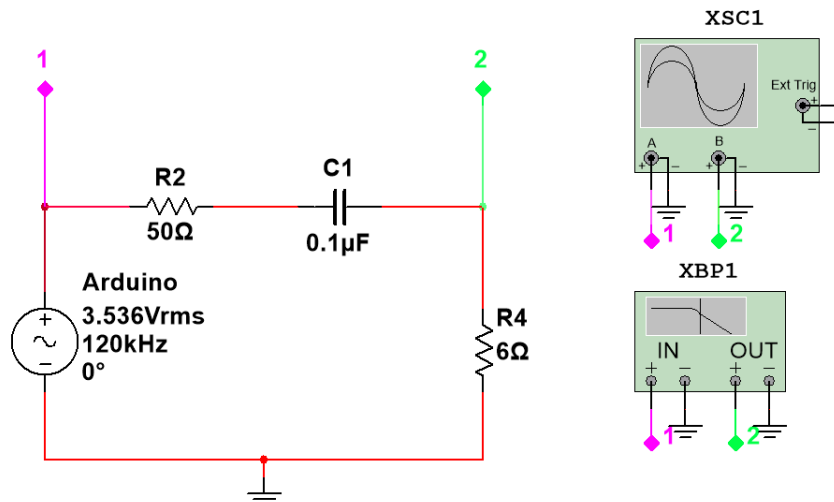 XSC1
1
2
Ext Trig
+
−
A
B
+
−
+
−
1
2
R2
50Ω
C1
0.1µF
Arduino
3.536Vrms
120kHz
0°
+
−
R4
6Ω
XBP1
IN
OUT
+
−
+
−
1
2